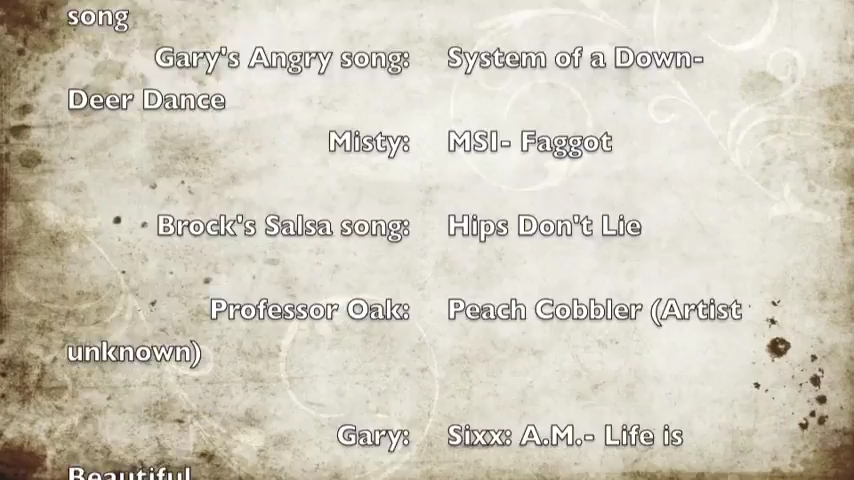 song
Gary's Angry song: System of a Down-
Deer Dance
Misty: MSI- Faggot
Brock's Salsa song: Hips Don't Lie
Professor Oak: Peach Cobbler (Artist
unknown)
Gary: Sixx: A.M.- Life is
Beautiful